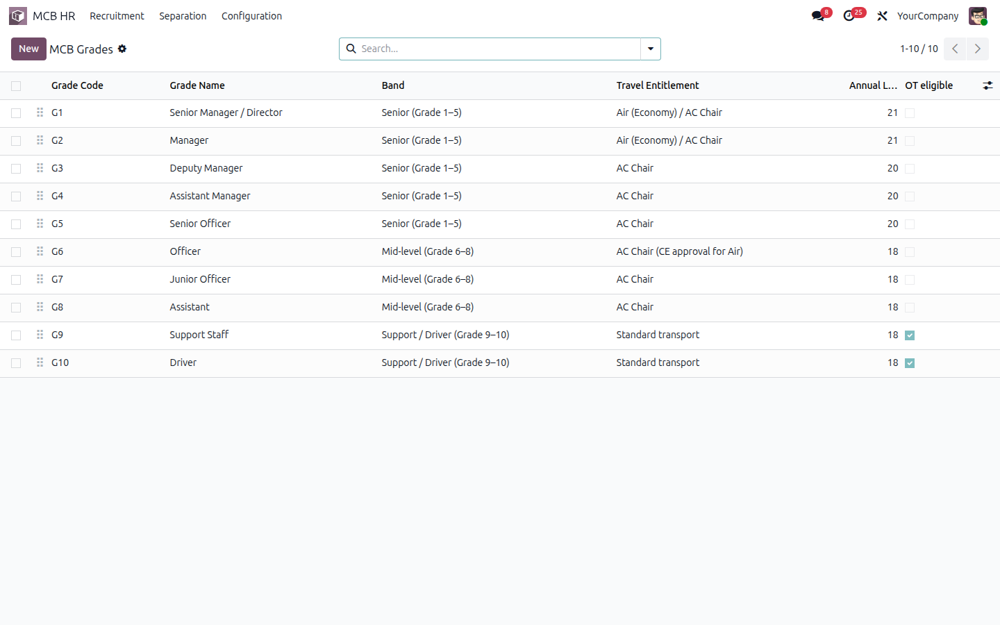 MCB HR Recruitment Separation Configuration 8 25 YourCompany
New MCB Grades Search... 1-10 / 10
Grade Code Grade Name Band Travel Entitlement Annual L... OT eligible
G1 Senior Manager / Director Senior (Grade 1–5) Air (Economy) / AC Chair 21
G2 Manager Senior (Grade 1–5) Air (Economy) / AC Chair 21
G3 Deputy Manager Senior (Grade 1–5) AC Chair 20
G4 Assistant Manager Senior (Grade 1–5) AC Chair 20
G5 Senior Officer Senior (Grade 1–5) AC Chair 20
G6 Officer Mid-level (Grade 6–8) AC Chair (CE approval for Air) 18
G7 Junior Officer Mid-level (Grade 6–8) AC Chair 18
G8 Assistant Mid-level (Grade 6–8) AC Chair 18
G9 Support Staff Support / Driver (Grade 9–10) Standard transport 18
G10 Driver Support / Driver (Grade 9–10) Standard transport 18